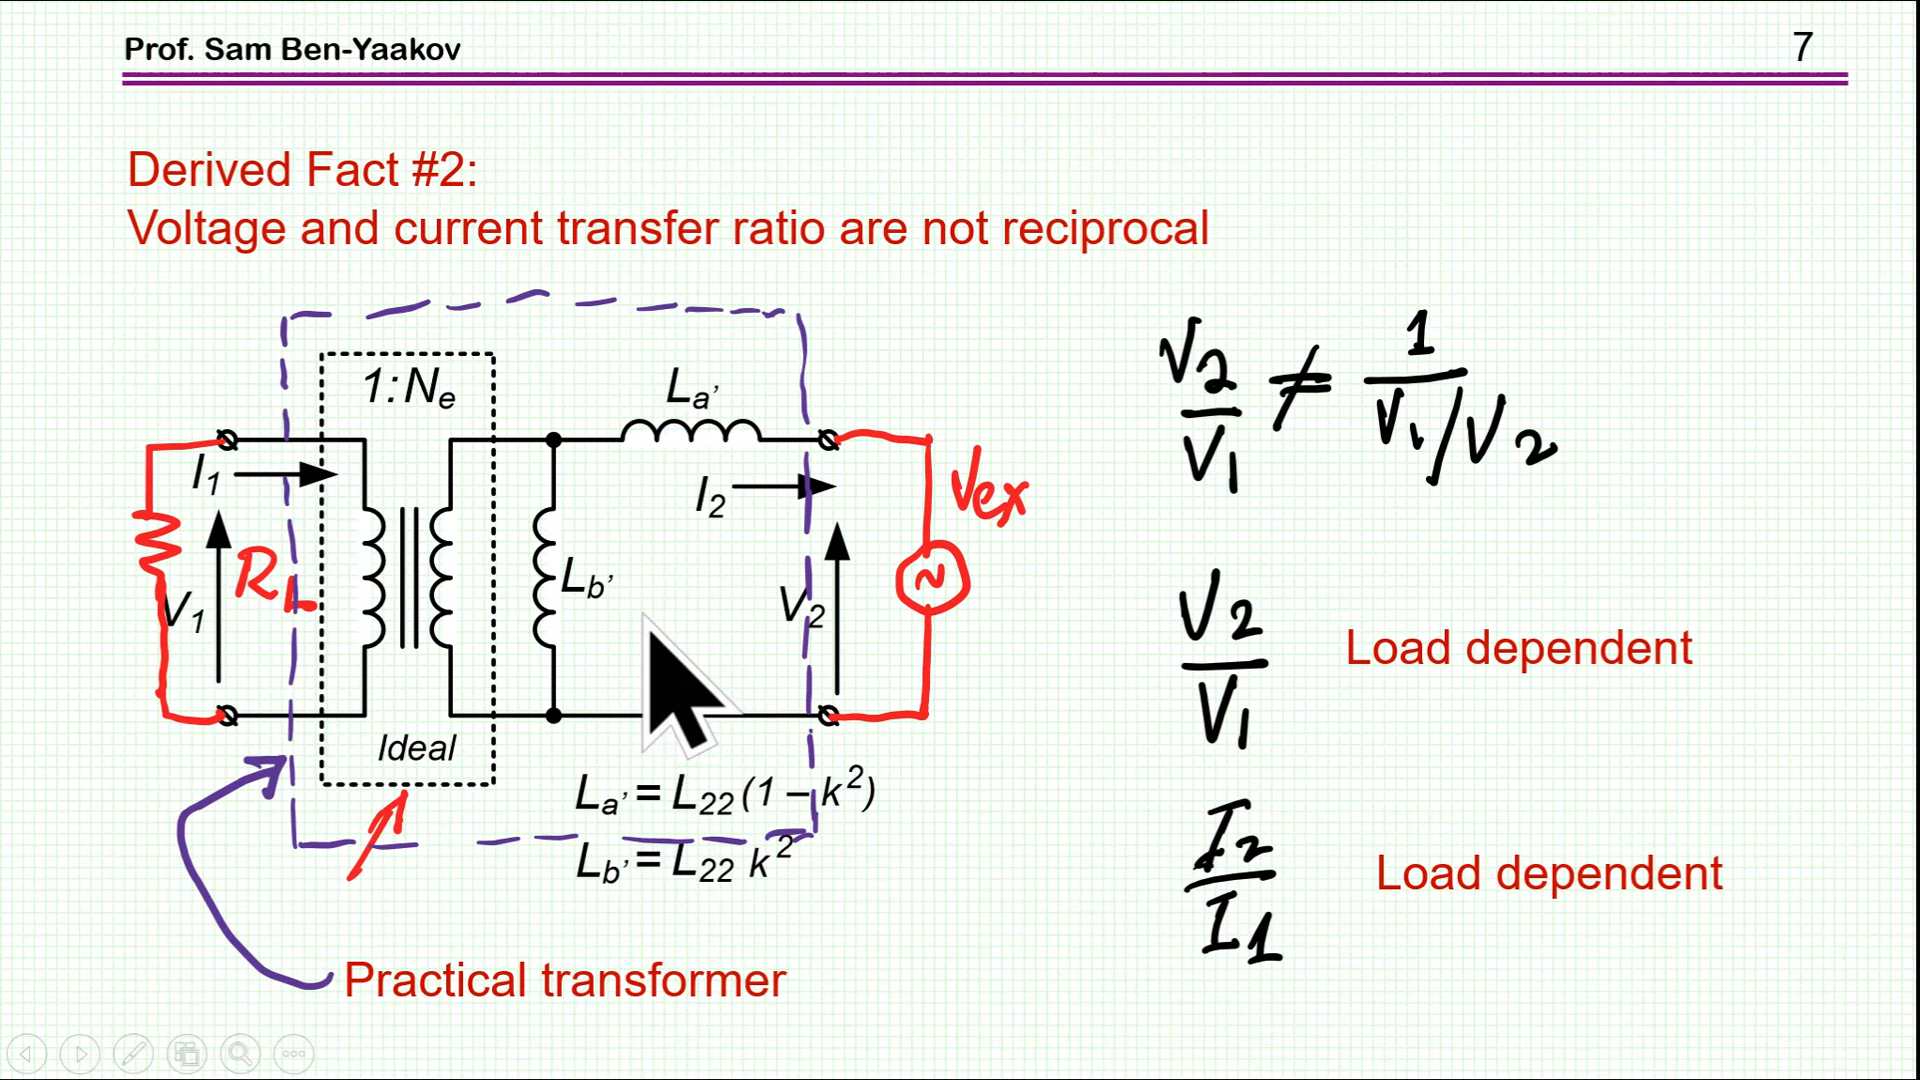 Prof. Sam Ben-Yaakov
7
Derived Fact #2:
Voltage and current transfer ratio are not reciprocal
1:Ne
La'
I1
I2
Vex
RL
V1
Lb'
V2
Ideal
La' = L22 (1 – k²)
Lb' = L22 k²
Practical transformer
V2/V1 ≠ 1/(V1/V2)
V2/V1 Load dependent
I2/I1 Load dependent